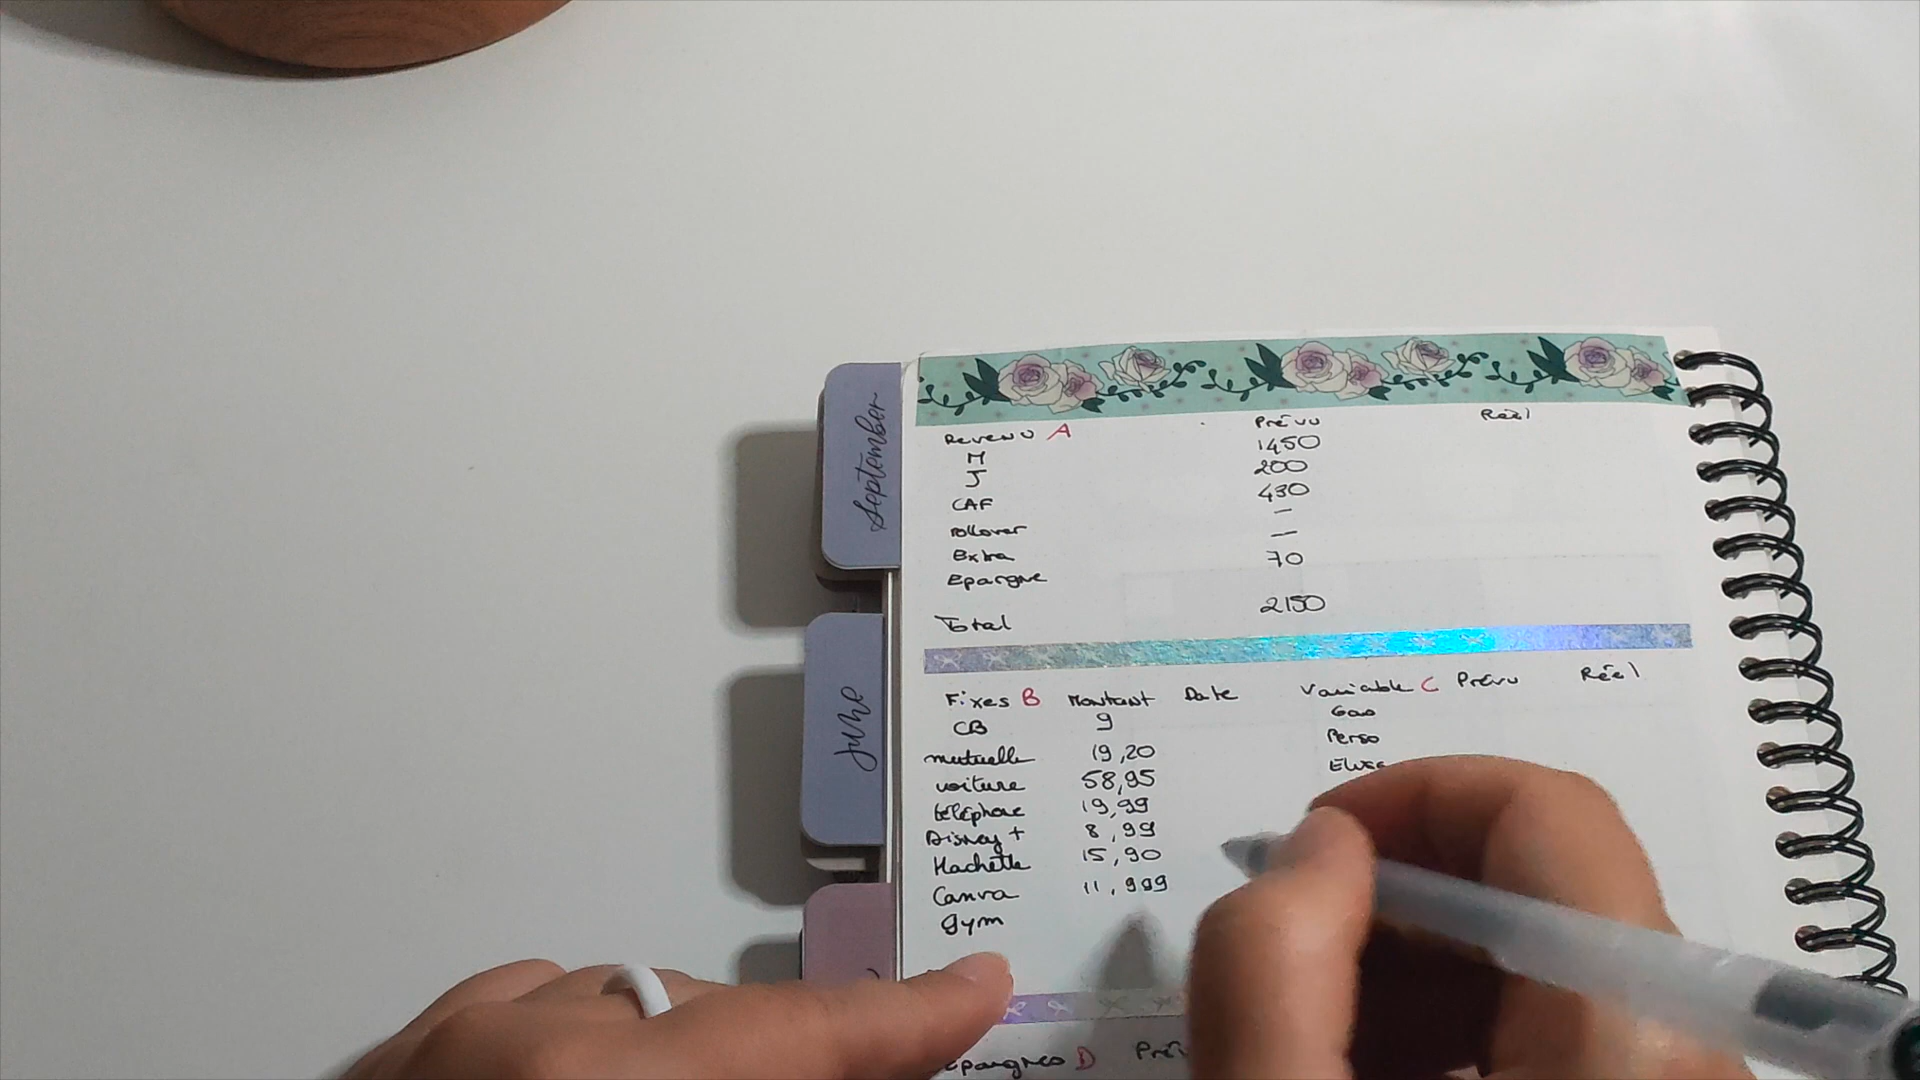 September
June
Revenu A Prévu Réel
M 1450
J 200
CAF 430
rollover —
Extra —
Epargne 70
Total 2150
Fixes B Montant Date
CB 9
mutuelle 19,20
voiture 58,95
téléphone 19,99
Disney + 8,99
Hachette 15,90
Canva 11,999
gym
Variable C Prévu Réel
Gas
Perso
Epargnes D